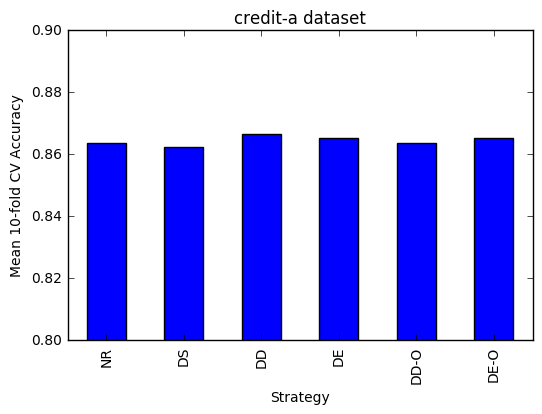 credit-a dataset
Mean 10-fold CV Accuracy
0.90
0.88
0.86
0.84
0.82
0.80
NR
DS
DD
DE
DD-O
DE-O
Strategy